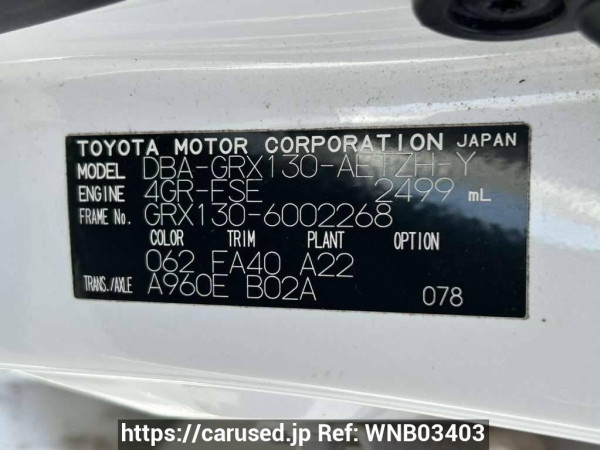 TOYOTA MOTOR CORPORATION JAPAN
MODEL DBA-GRX130-AETZH-Y
ENGINE 4GR-FSE 2499 mL
FRAME No. GRX130-6002268
COLOR TRIM PLANT OPTION
062 FA40 A22
TRANS./AXLE A960E B02A 078
https://carused.jp Ref: WNB03403